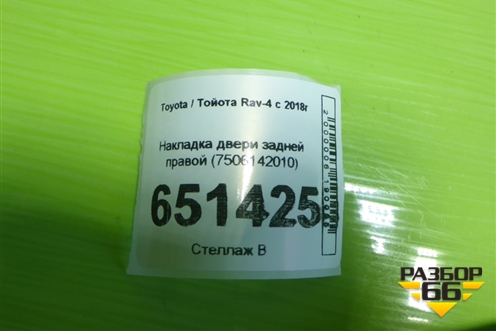 Toyota / Тойота Rav-4 с 2018г
Накладка двери задней
правой (7506142010)
651425
Стеллаж В
РАЗБОР
66